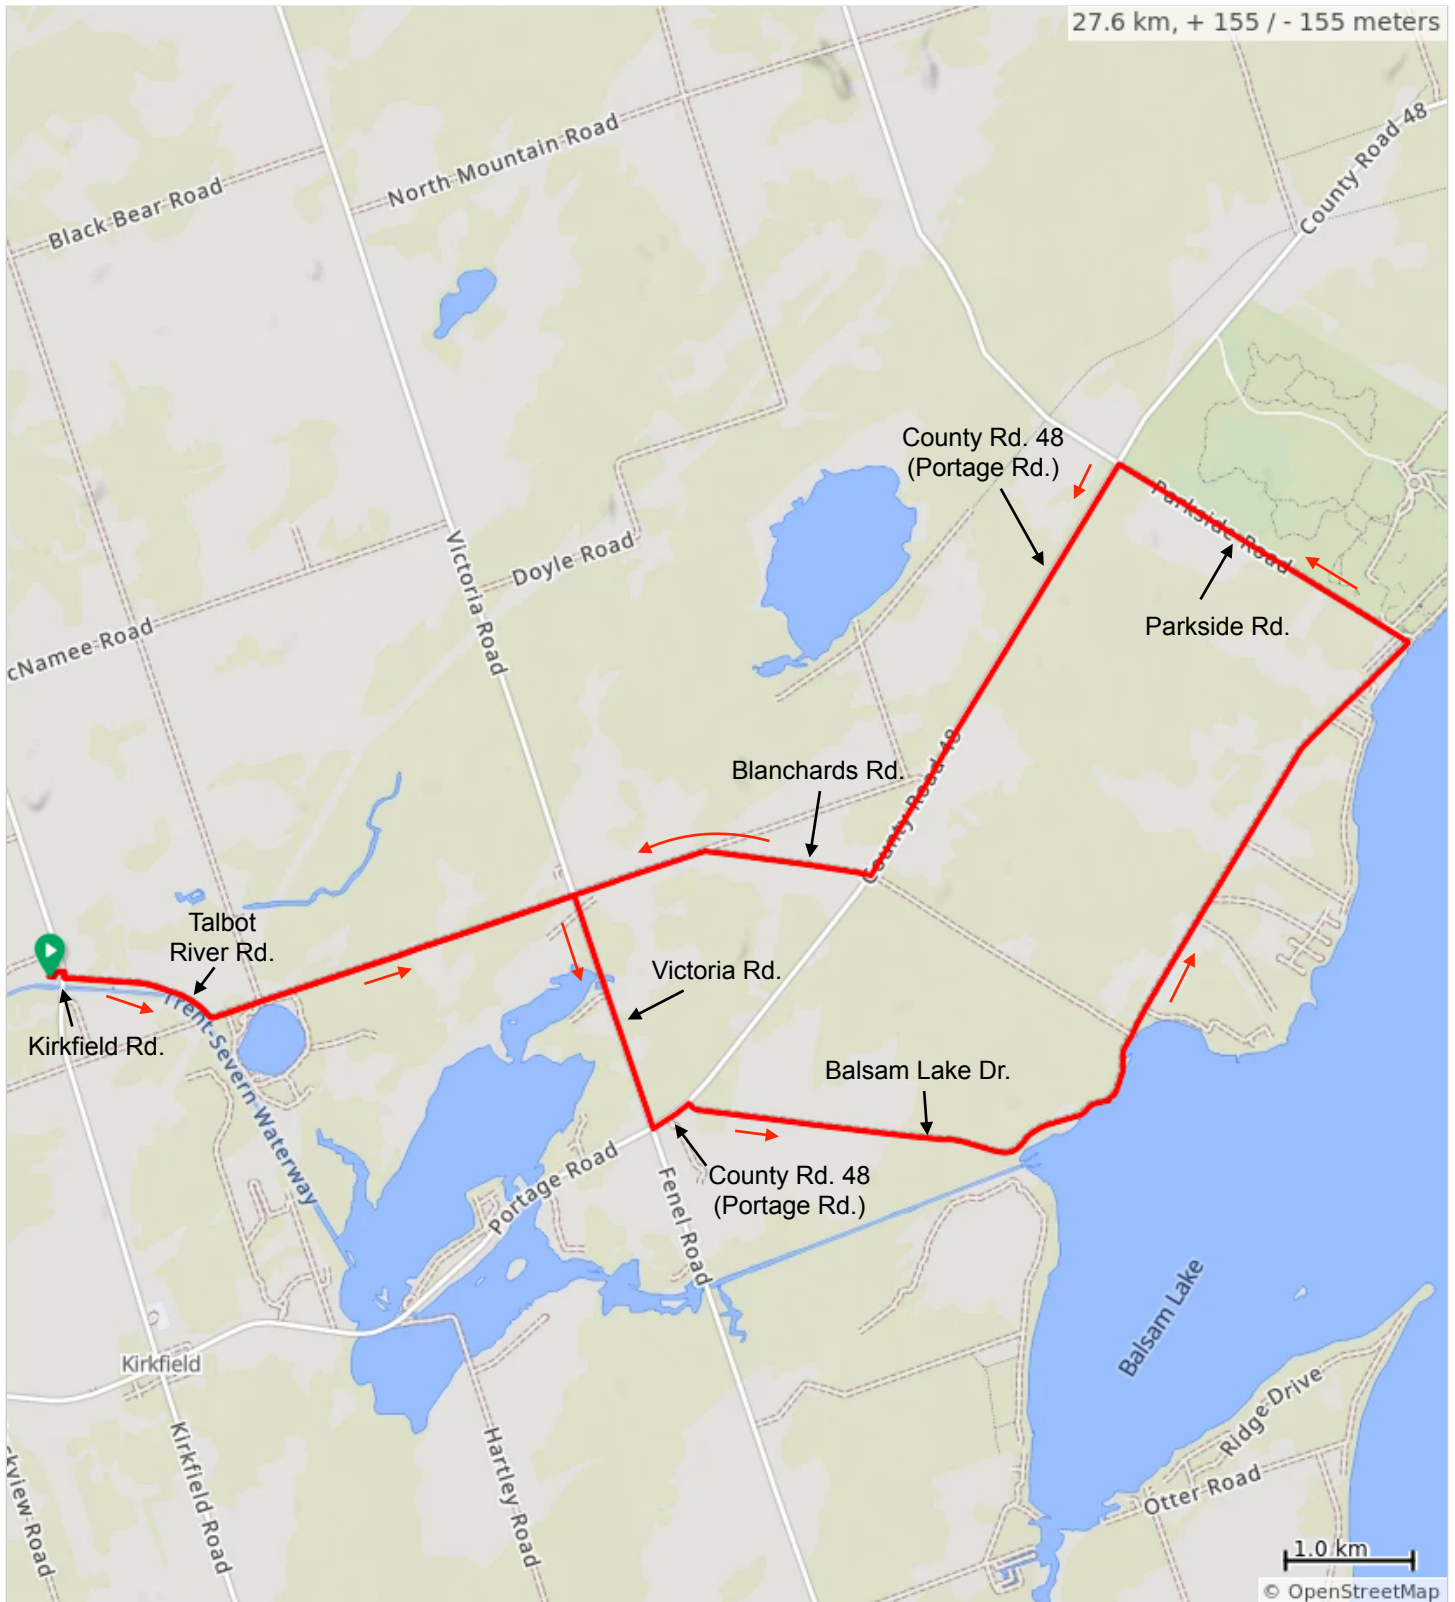 27.6 km, + 155 / - 155 meters
County Road 48
North Mountain Road
Black Bear Road
County Rd. 48
(Portage Rd.)
Parkside Road
Victoria Road
Doyle Road
Parkside Rd.
cNamee Road
County Road 48
Blanchards Rd.
Talbot
River Rd.
Victoria Rd.
Trent-Severn Waterway
Kirkfield Rd.
Balsam Lake Dr.
Portage Road
Fenel Road
County Rd. 48
(Portage Rd.)
Balsam Lake
Kirkfield
Ridge Drive
Kirkfield Road
Hartley Road
ckview Road
Otter Road
1.0 km
© OpenStreetMap